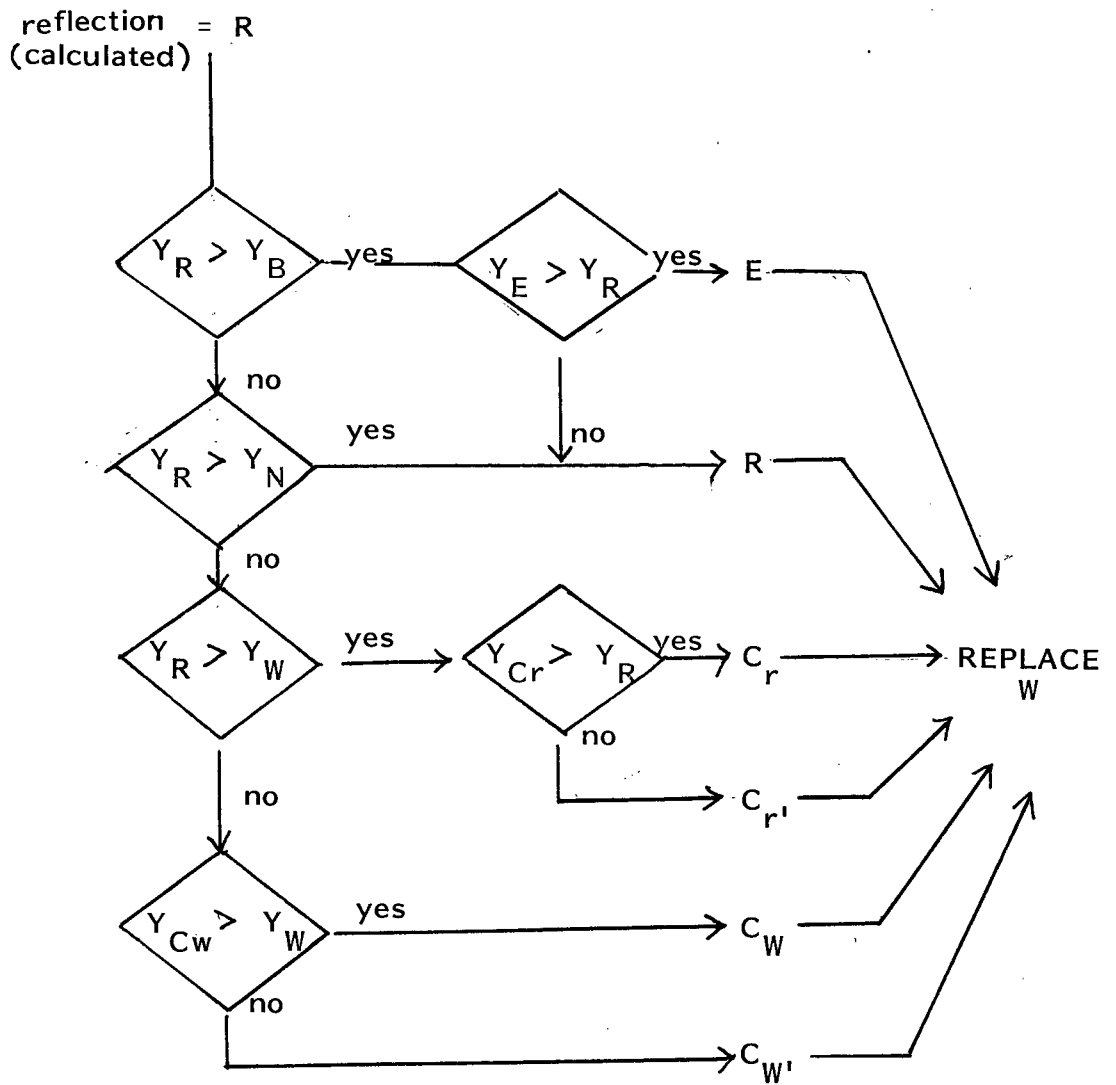 reflection = R
(calculated)
Y_R > Y_B yes Y_E > Y_R yes E
no
yes no
Y_R > Y_N R
no
Y_R > Y_W yes Y_Cr > Y_R yes C_r REPLACE
W
no
no C_r'
Y_Cw > Y_W yes C_W
no
C_W'